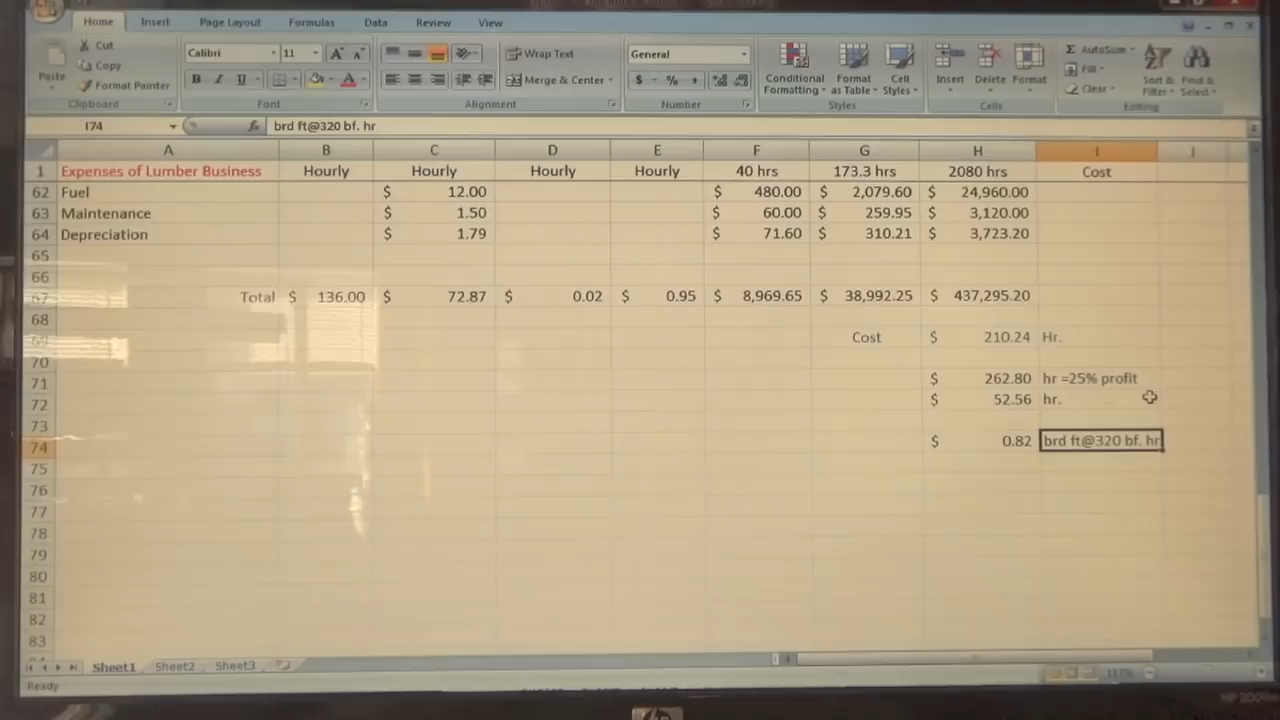 Home Insert Page Layout Formulas Data Review View
Cut
Copy
Format Painter
Paste
Clipboard
Calibri 11
B I U
Font
Wrap Text
Merge & Center
Alignment
General
$ % ,
Number
Conditional Formatting
Format as Table
Cell Styles
Styles
Insert Delete Format
Cells
Σ AutoSum
Fill
Clear
Sort & Filter
Find & Select
Editing
I74 fx brd ft@320 bf. hr
A B C D E F G H I J
1 Expenses of Lumber Business Hourly Hourly Hourly Hourly 40 hrs 173.3 hrs 2080 hrs Cost
62 Fuel $ 12.00 $ 480.00 $ 2,079.60 $ 24,960.00
63 Maintenance $ 1.50 $ 60.00 $ 259.95 $ 3,120.00
64 Depreciation $ 1.79 $ 71.60 $ 310.21 $ 3,723.20
65
66
67 Total $ 136.00 $ 72.87 $ 0.02 $ 0.95 $ 8,969.65 $ 38,992.25 $ 437,295.20
68
69 Cost $ 210.24 Hr.
70
71 $ 262.80 hr =25% profit
72 $ 52.56 hr.
73
74 $ 0.82 brd ft@320 bf. hr
75
76
77
78
79
80
81
82
83
Sheet1 Sheet2 Sheet3
Ready 117%
hp